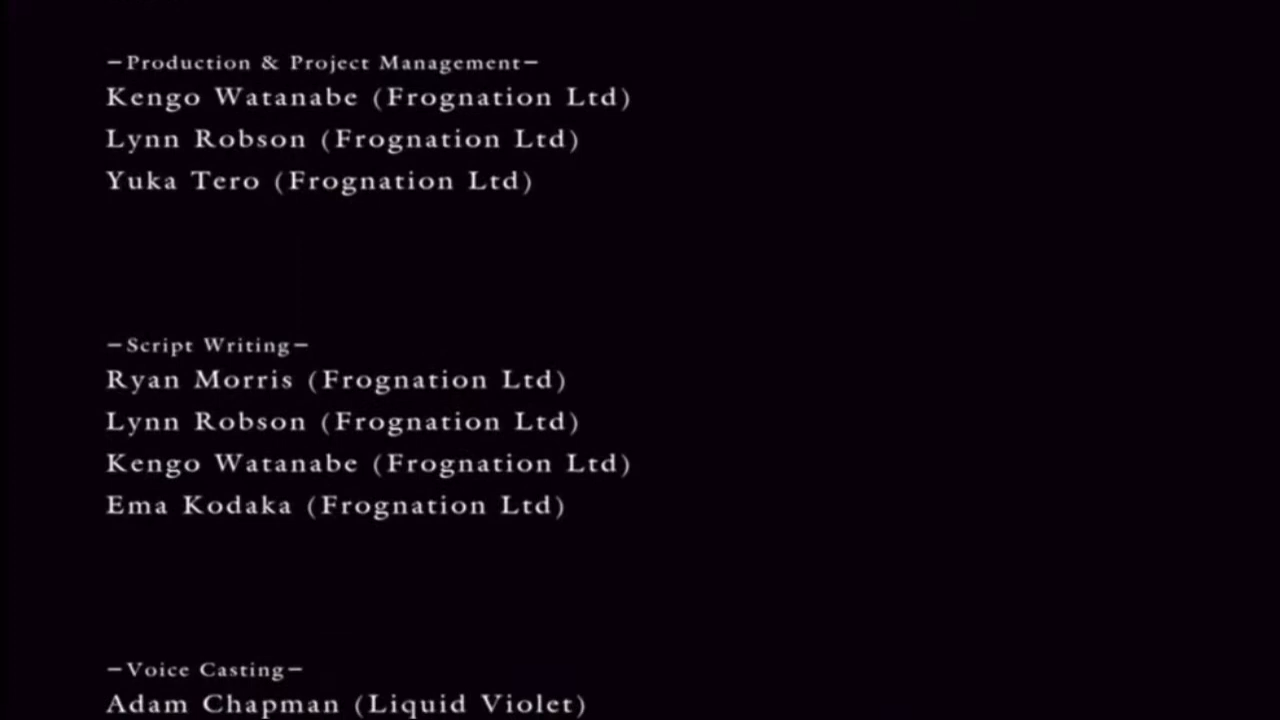 —Production & Project Management—
Kengo Watanabe (Frognation Ltd)
Lynn Robson (Frognation Ltd)
Yuka Tero (Frognation Ltd)
—Script Writing—
Ryan Morris (Frognation Ltd)
Lynn Robson (Frognation Ltd)
Kengo Watanabe (Frognation Ltd)
Ema Kodaka (Frognation Ltd)
—Voice Casting—
Adam Chapman (Liquid Violet)